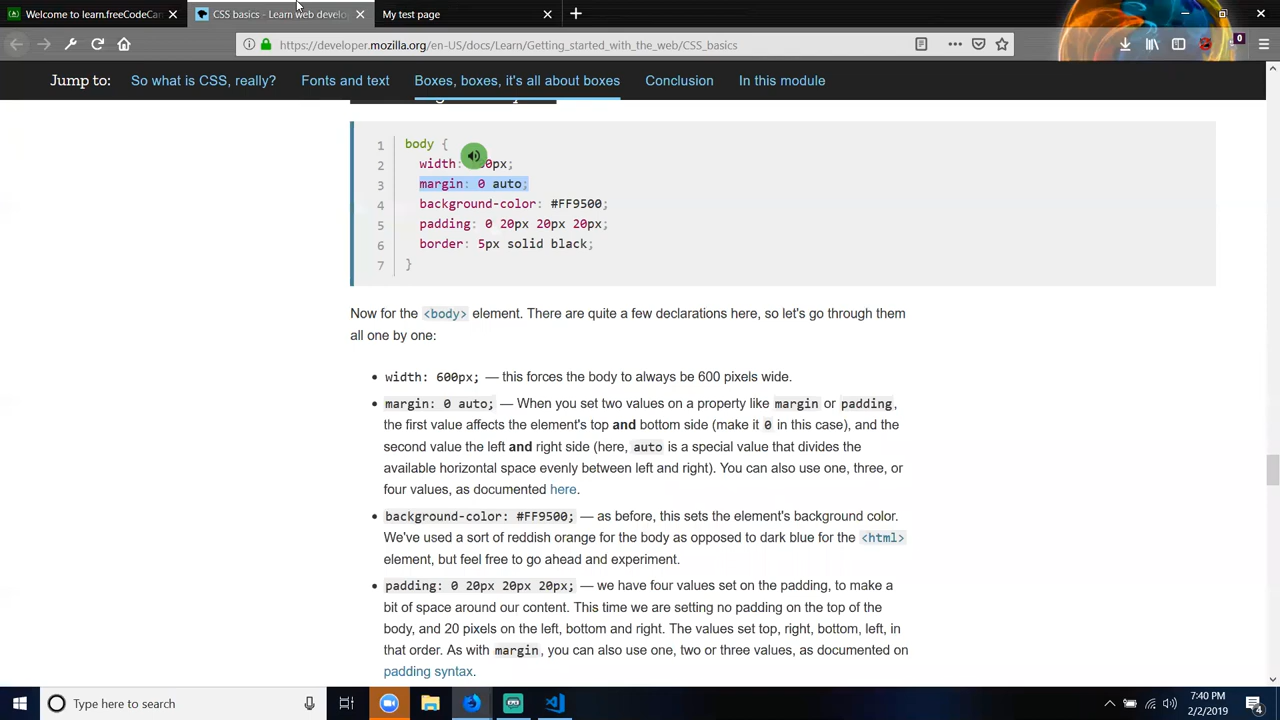 Welcome to learn.freeCodeCam
CSS basics - Learn web develo
My test page
https://developer.mozilla.org/en-US/docs/Learn/Getting_started_with_the_web/CSS_basics
0
Jump to:
So what is CSS, really?
Fonts and text
Boxes, boxes, it's all about boxes
Conclusion
In this module
1 body {
2 width: 0px;
3 margin: 0 auto;
4 background-color: #FF9500;
5 padding: 0 20px 20px 20px;
6 border: 5px solid black;
7 }
Now for the <body> element. There are quite a few declarations here, so let's go through them
all one by one:
• width: 600px; — this forces the body to always be 600 pixels wide.
• margin: 0 auto; — When you set two values on a property like margin or padding,
the first value affects the element's top and bottom side (make it 0 in this case), and the
second value the left and right side (here, auto is a special value that divides the
available horizontal space evenly between left and right). You can also use one, three, or
four values, as documented here.
• background-color: #FF9500; — as before, this sets the element's background color.
We've used a sort of reddish orange for the body as opposed to dark blue for the <html>
element, but feel free to go ahead and experiment.
• padding: 0 20px 20px 20px; — we have four values set on the padding, to make a
bit of space around our content. This time we are setting no padding on the top of the
body, and 20 pixels on the left, bottom and right. The values set top, right, bottom, left, in
that order. As with margin, you can also use one, two or three values, as documented on
padding syntax.
Type here to search
7:40 PM
2/2/2019
4